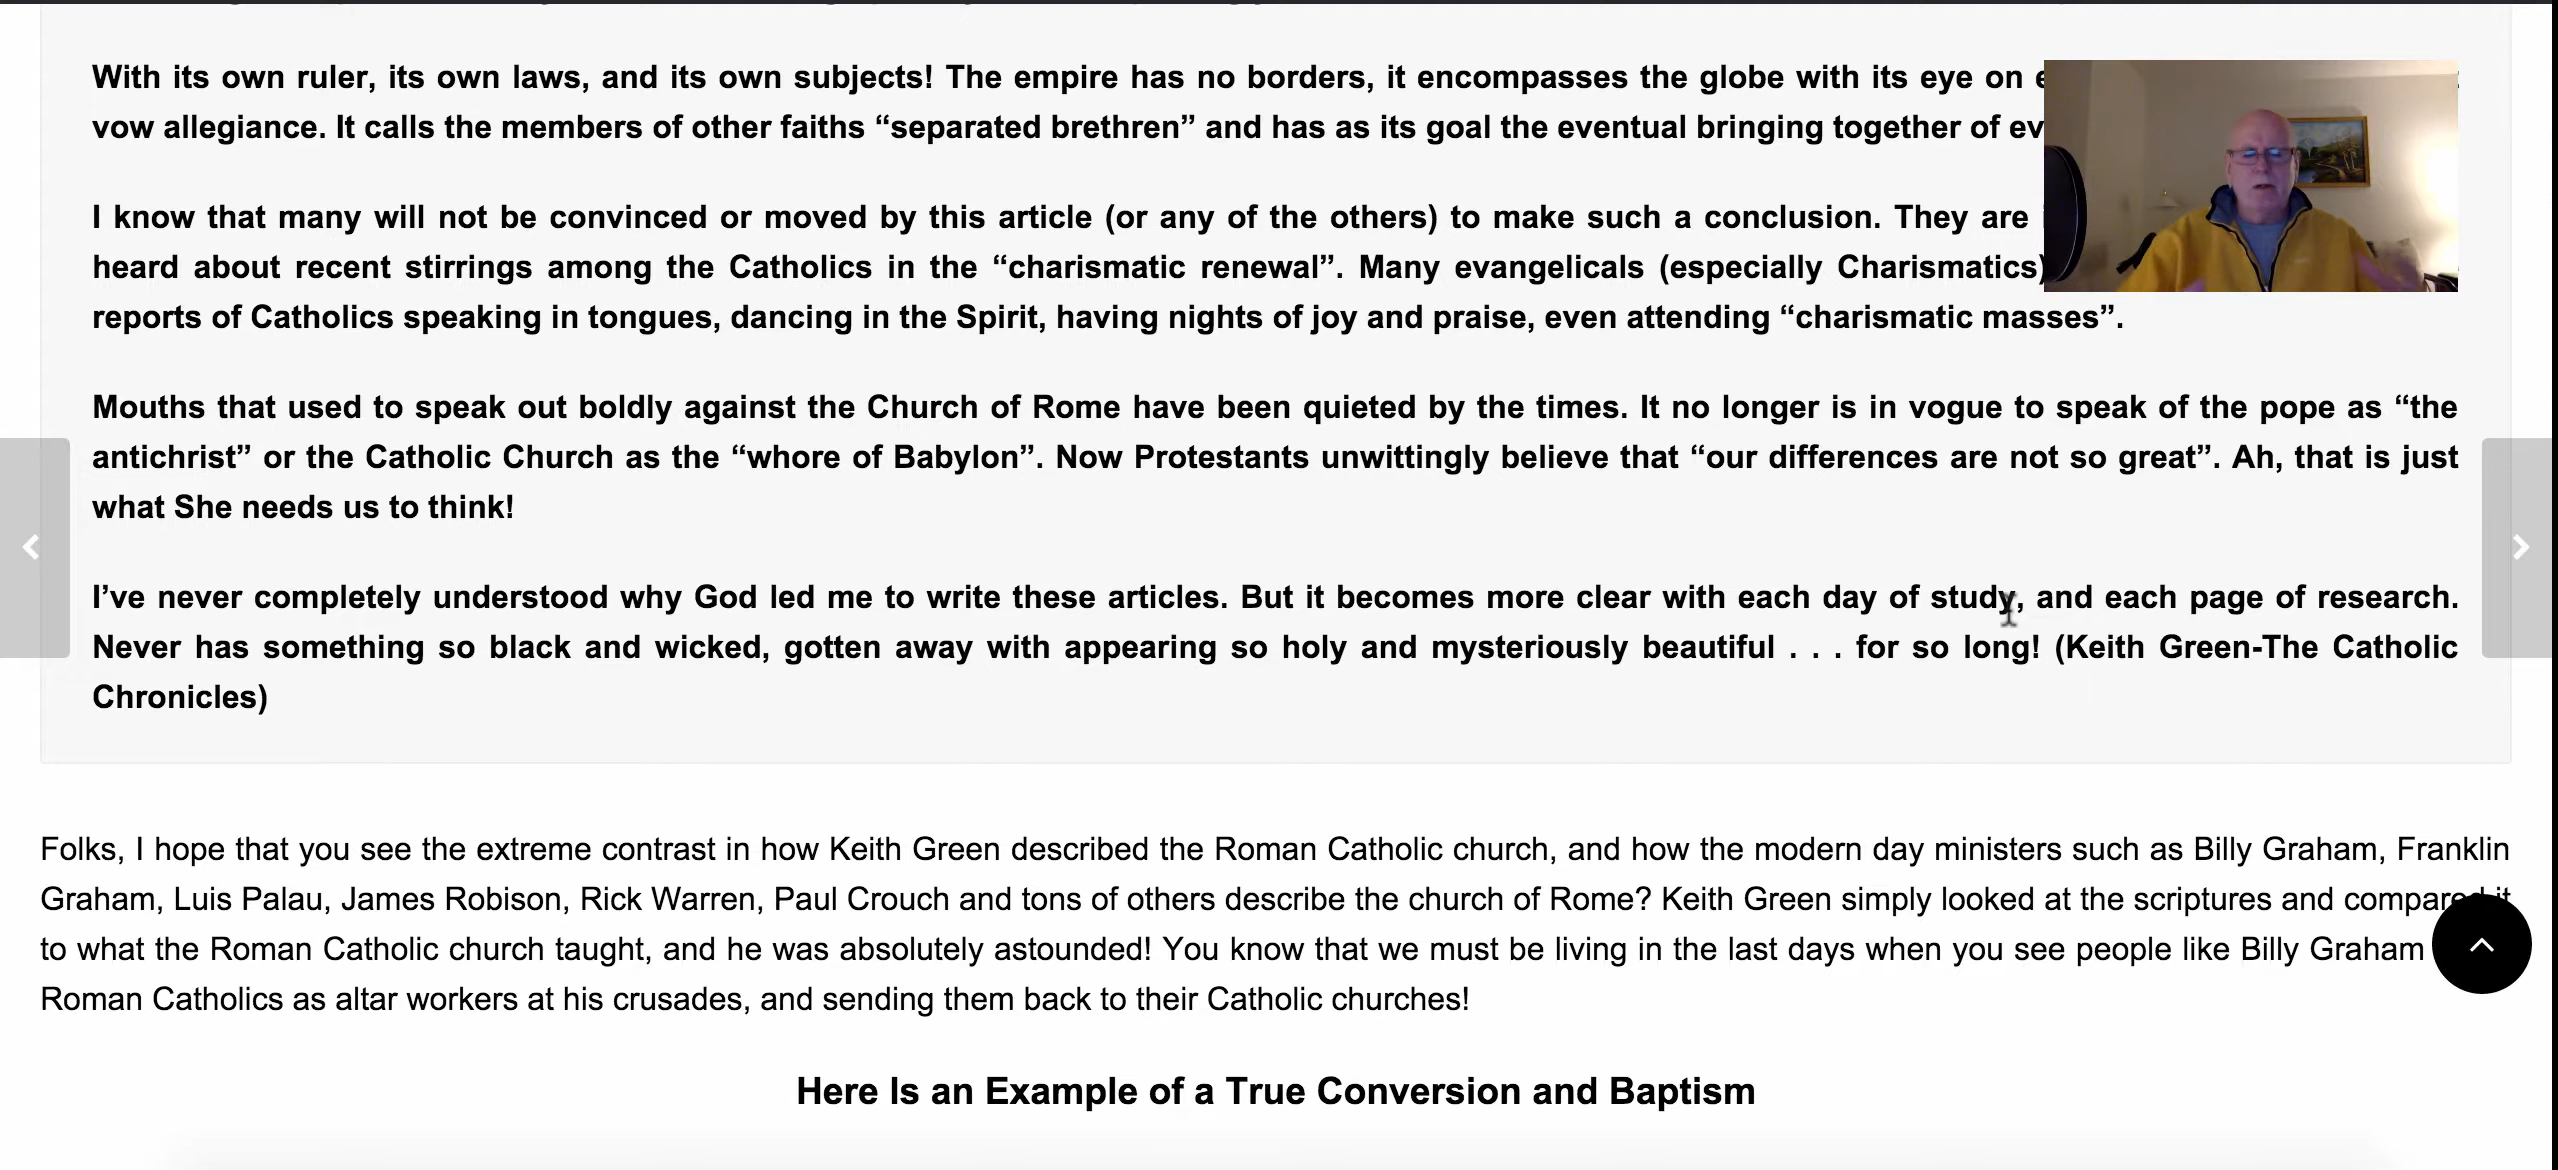 With its own ruler, its own laws, and its own subjects! The empire has no borders, it encompasses the globe with its eye on
vow allegiance. It calls the members of other faiths “separated brethren” and has as its goal the eventual bringing together of
I know that many will not be convinced or moved by this article (or any of the others) to make such a conclusion. They are
heard about recent stirrings among the Catholics in the “charismatic renewal”. Many evangelicals (especially Charismatics)
reports of Catholics speaking in tongues, dancing in the Spirit, having nights of joy and praise, even attending “charismatic masses”.
Mouths that used to speak out boldly against the Church of Rome have been quieted by the times. It no longer is in vogue to speak of the pope as “the
antichrist” or the Catholic Church as the “whore of Babylon”. Now Protestants unwittingly believe that “our differences are not so great”. Ah, that is just
what She needs us to think!
I’ve never completely understood why God led me to write these articles. But it becomes more clear with each day of study, and each page of research.
Never has something so black and wicked, gotten away with appearing so holy and mysteriously beautiful . . . for so long! (Keith Green-The Catholic
Chronicles)
Folks, I hope that you see the extreme contrast in how Keith Green described the Roman Catholic church, and how the modern day ministers such as Billy Graham, Franklin
Graham, Luis Palau, James Robison, Rick Warren, Paul Crouch and tons of others describe the church of Rome? Keith Green simply looked at the scriptures and compared it
to what the Roman Catholic church taught, and he was absolutely astounded! You know that we must be living in the last days when you see people like Billy Graham
Roman Catholics as altar workers at his crusades, and sending them back to their Catholic churches!
Here Is an Example of a True Conversion and Baptism